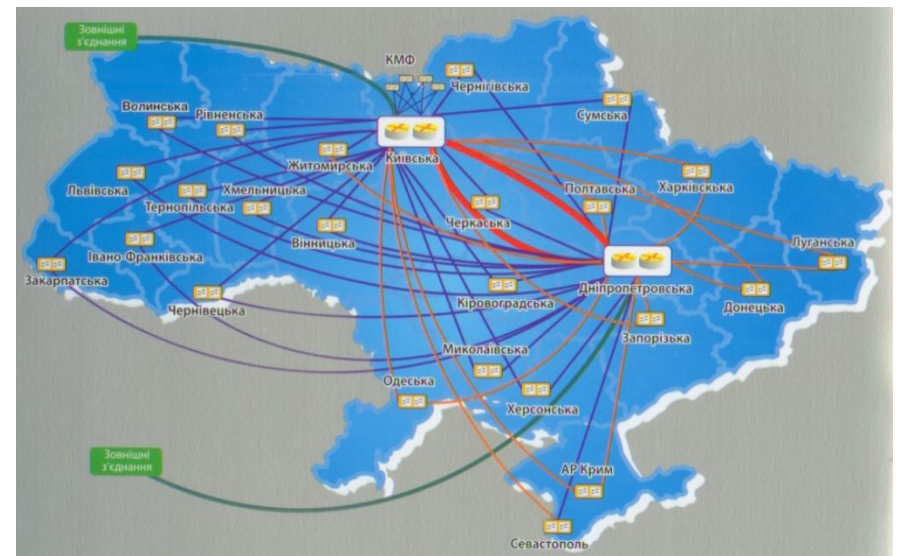 Зовнішні
з'єднання
КМФ
Чернігівська
Волинська
Рівненська
Сумська
Житомирська
Київська
Львівська
Хмельницька
Тернопільська
Полтавська
Харківскька
Черкаська
Вінницька
Луганська
Івано-Франківська
Закарпатська
Дніпропетровська
Кіровоградська
Донецька
Чернівецька
Запорізька
Миколаївська
Одеська
Херсонська
Зовнішні
з'єднання
АР Крим
Севастополь